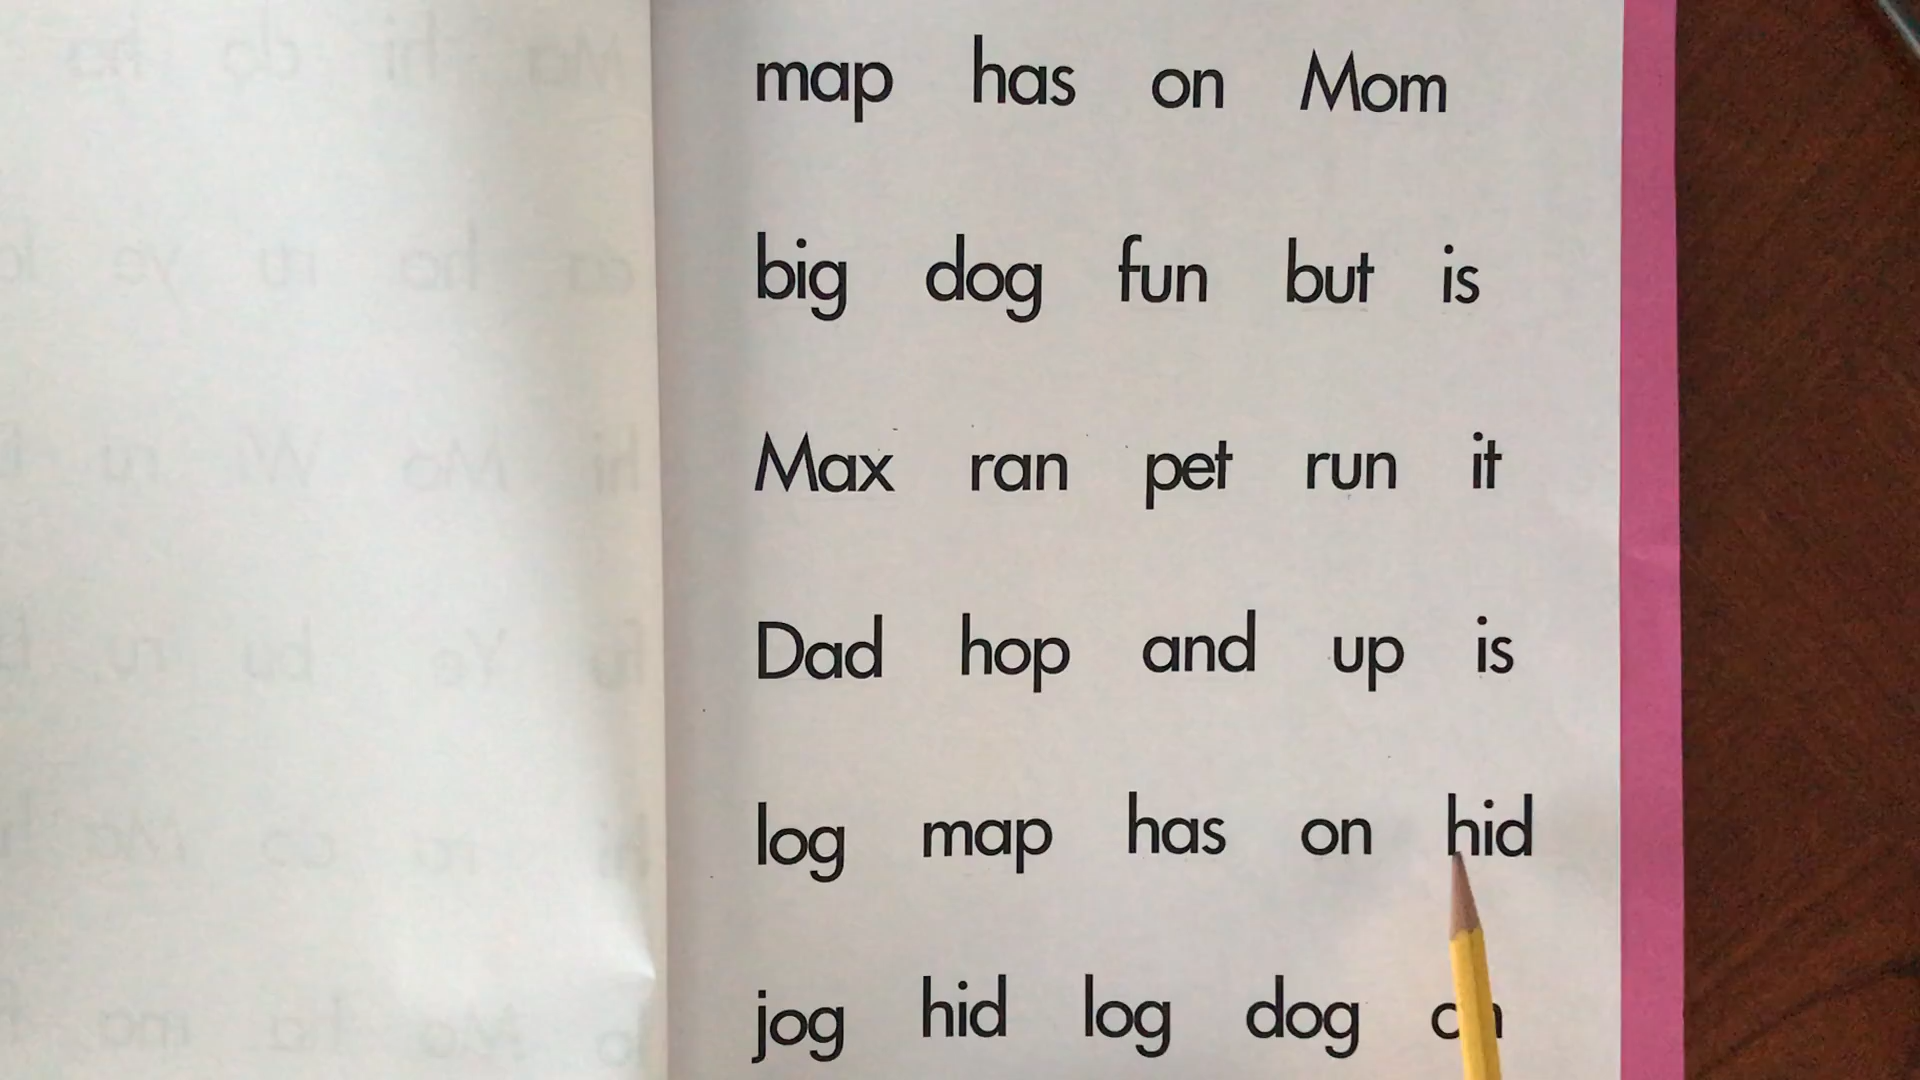 map has on Mom
big dog fun but is
Max ran pet run it
Dad hop and up is
log map has on hid
jog hid log dog on